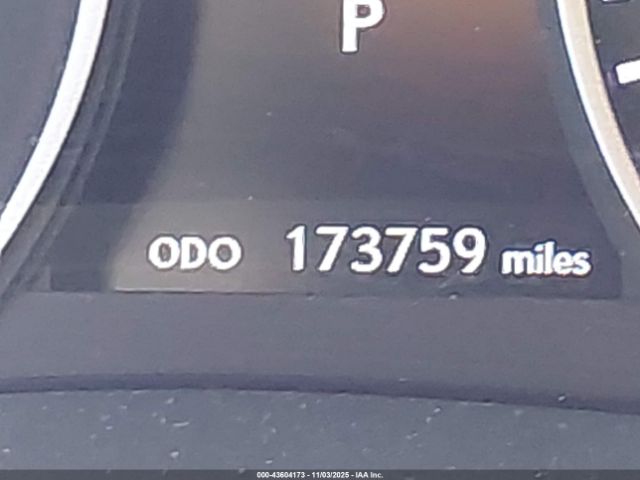 P
ODO 173759 miles
000-43604173 - 11/03/2025 - IAA Inc.